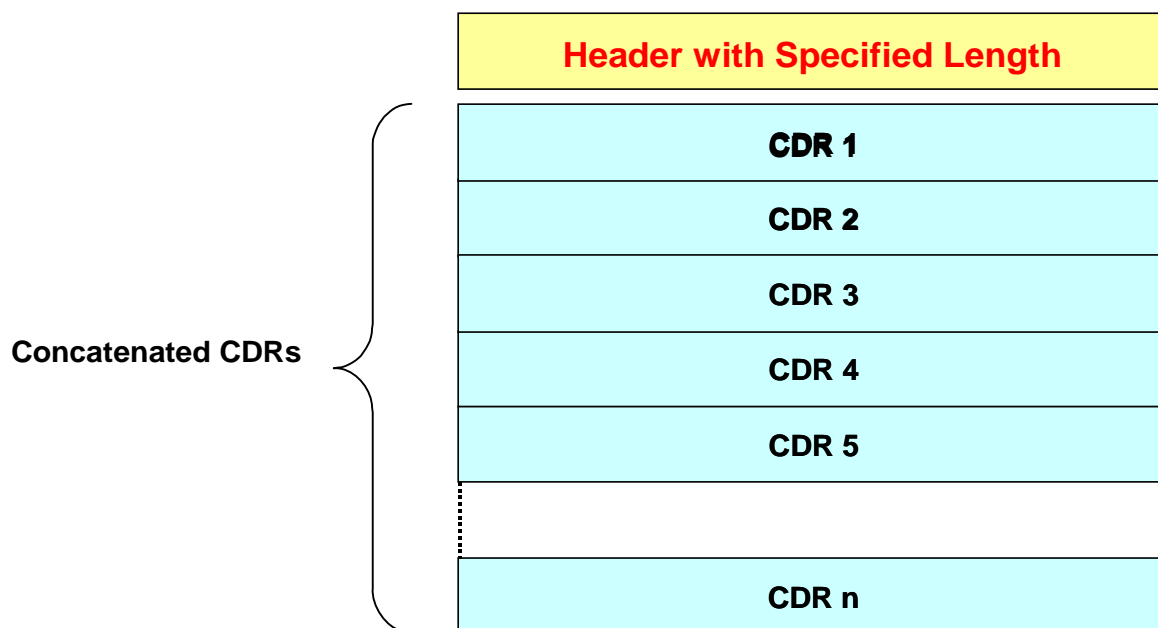 Header with Specified Length
CDR 1
CDR 2
CDR 3
Concatenated CDRs
CDR 4
CDR 5
CDR n